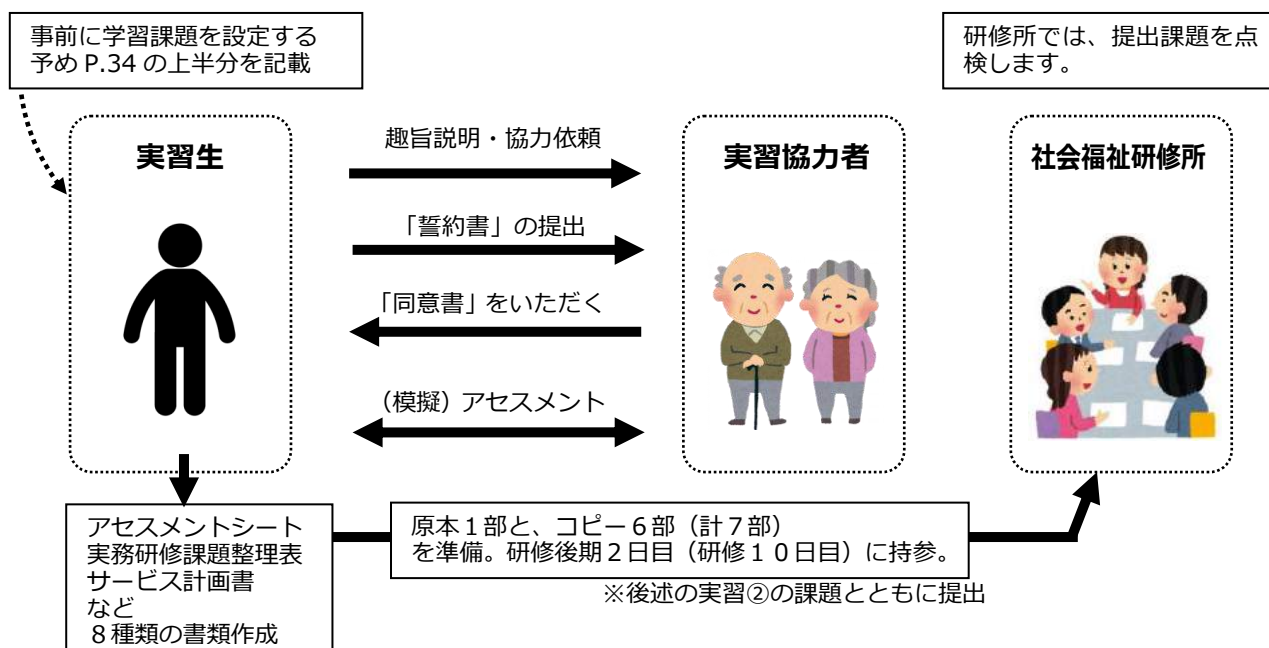 事前に学習課題を設定する
予め P.34 の上半分を記載
研修所では、提出課題を点
検します。
実習生
趣旨説明・協力依頼
「誓約書」の提出
「同意書」をいただく
（模擬）アセスメント
実習協力者
社会福祉研修所
アセスメントシート
実務研修課題整理表
サービス計画書
など
８種類の書類作成
原本１部と、コピー６部（計７部）
を準備。研修後期２日目（研修１０日目）に持参。
※後述の実習②の課題とともに提出